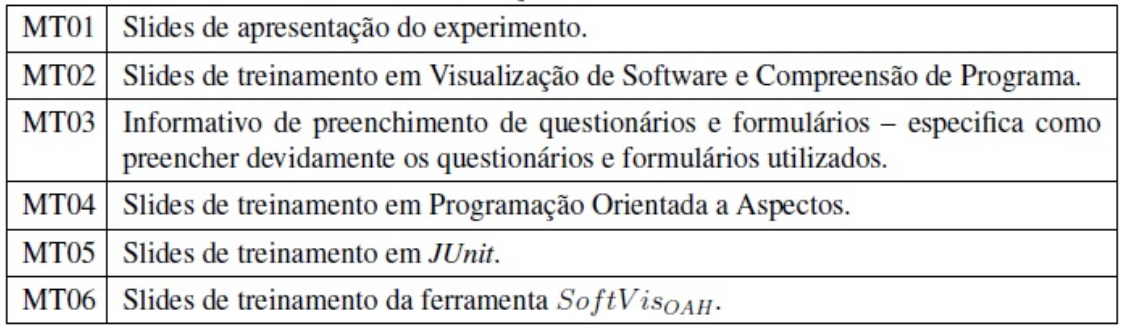 MT01 Slides de apresentação do experimento.
MT02 Slides de treinamento em Visualização de Software e Compreensão de Programa.
MT03 Informativo de preenchimento de questionários e formulários – especifica como
preencher devidamente os questionários e formulários utilizados.
MT04 Slides de treinamento em Programação Orientada a Aspectos.
MT05 Slides de treinamento em JUnit.
MT06 Slides de treinamento da ferramenta SoftVisOAH.